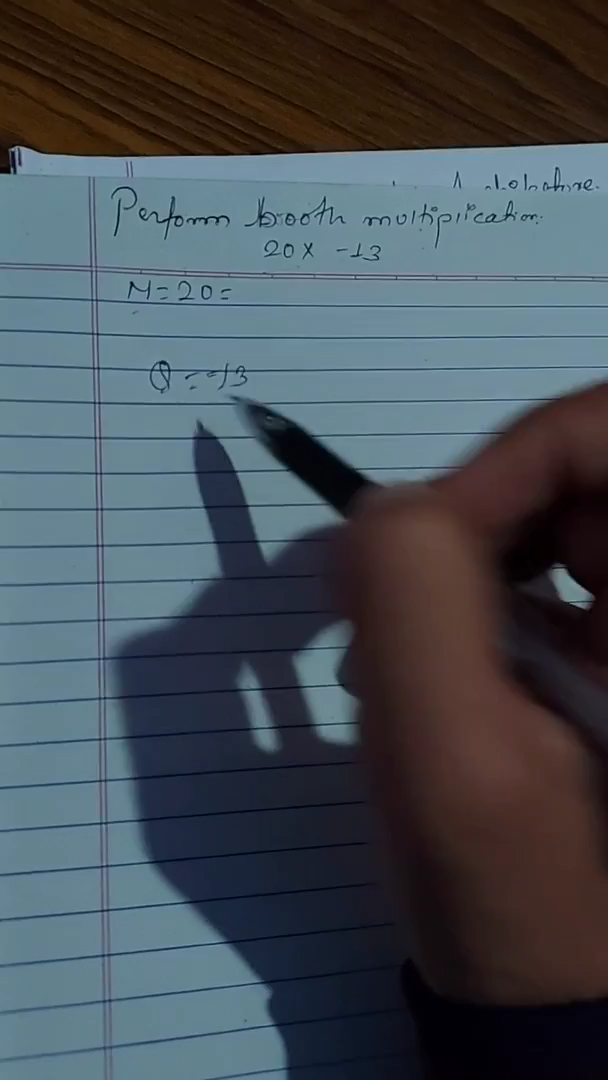 Perform booth multiplication.
20 x -13
M = 20 =
Q = -13